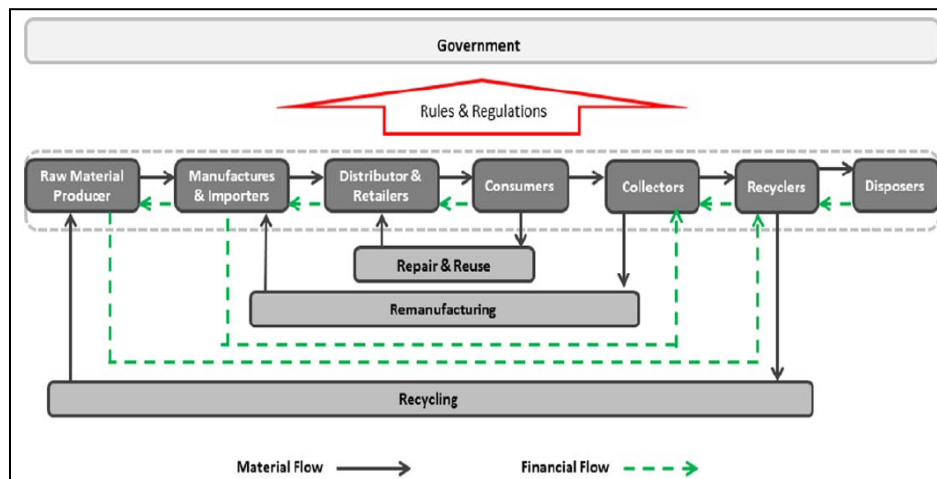 Government
Rules & Regulations
Raw Material
Producer
Manufactures
& Importers
Distributor &
Retailers
Consumers
Collectors
Recyclers
Disposers
Repair & Reuse
Remanufacturing
Recycling
Material Flow
Financial Flow